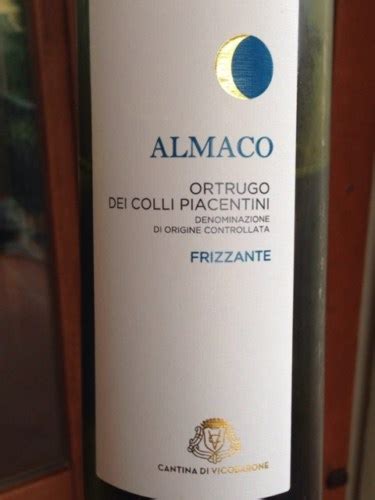 ALMACO
ORTRUGO
DEI COLLI PIACENTINI
DENOMINAZIONE
DI ORIGINE CONTROLLATA
FRIZZANTE
CANTINA DI VICOBARONE